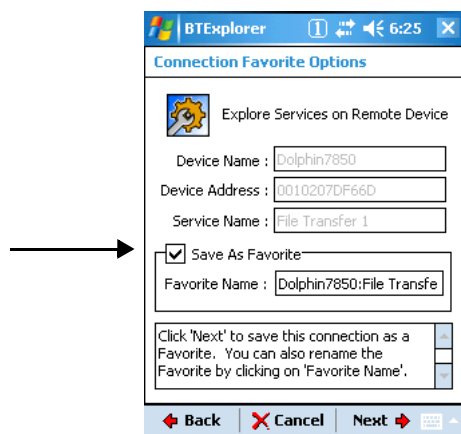 BTExplorer 1 6:25
Connection Favorite Options
Explore Services on Remote Device
Device Name : Dolphin7850
Device Address : 0010207DF66D
Service Name : File Transfer 1
Save As Favorite
Favorite Name : Dolphin7850:File Transfe
Click 'Next' to save this connection as a
Favorite. You can also rename the
Favorite by clicking on 'Favorite Name'.
Back Cancel Next